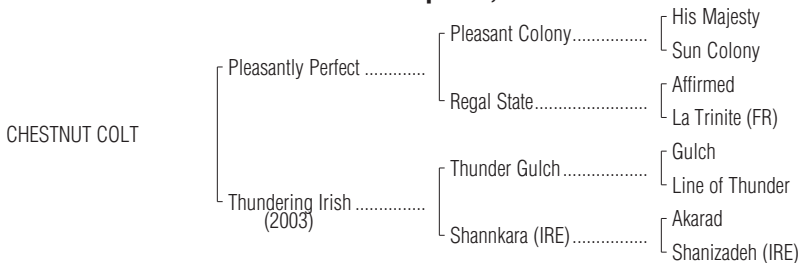 His Majesty
Pleasant Colony................
Sun Colony
Pleasantly Perfect .............
Affirmed
Regal State........................
La Trinite (FR)
CHESTNUT COLT
Gulch
Thunder Gulch..................
Line of Thunder
Thundering Irish ...............
(2003)
Akarad
Shannkara (IRE)................
Shanizadeh (IRE)